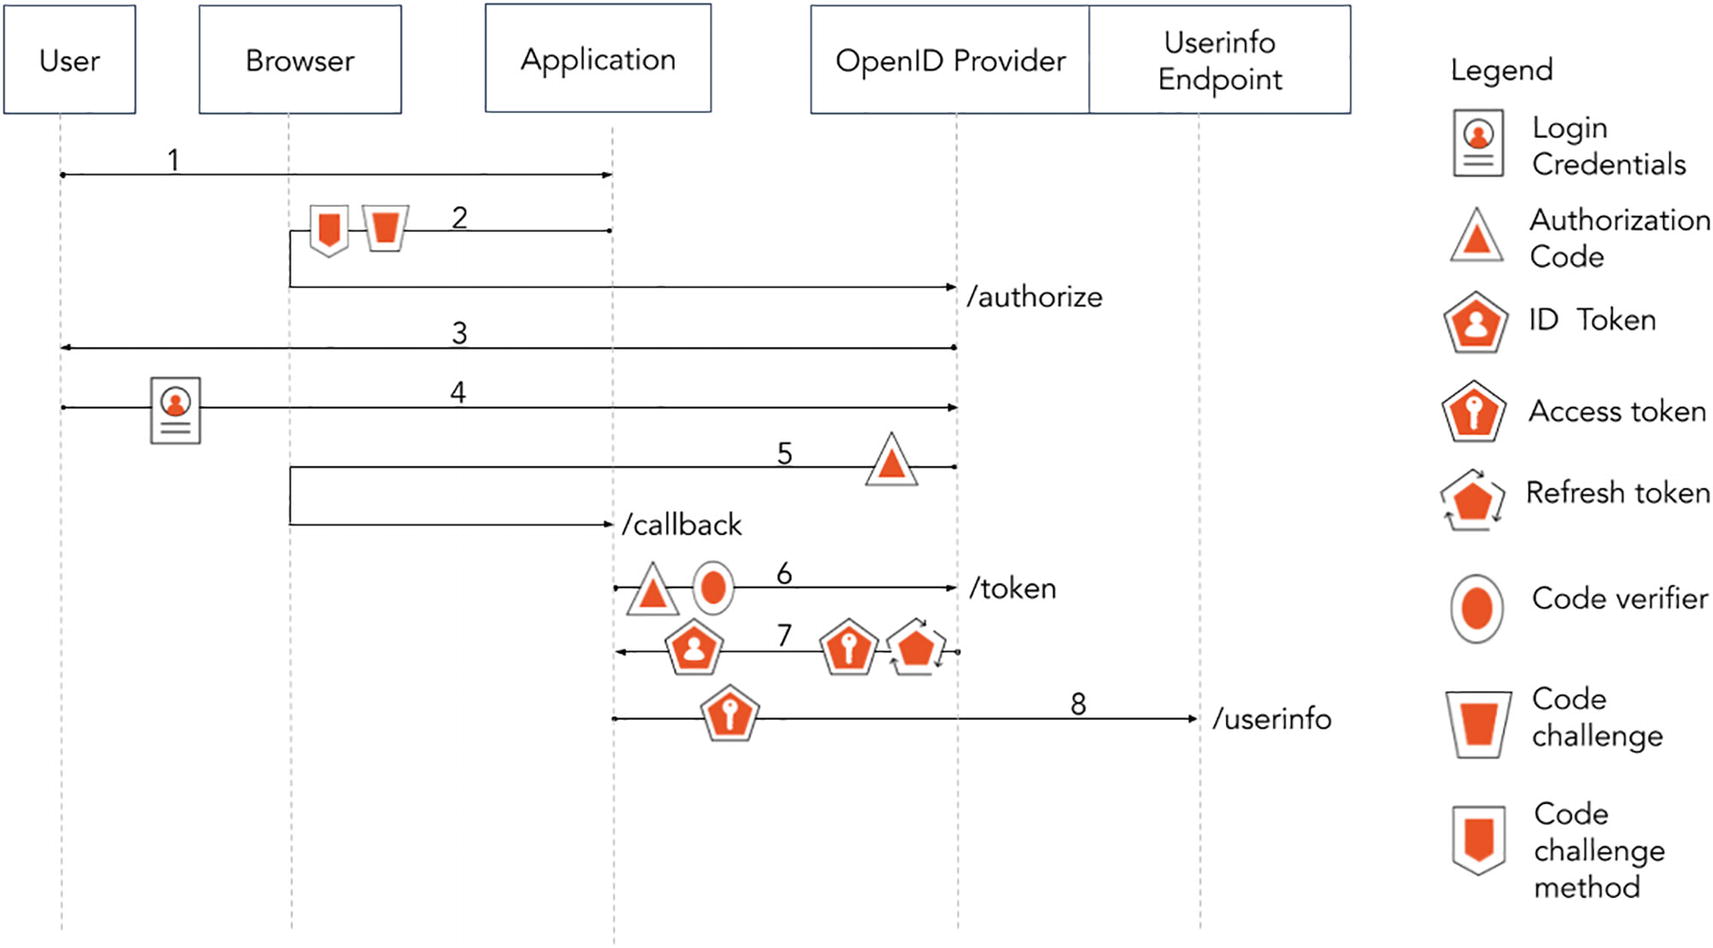 User
Browser
Application
OpenID Provider
Userinfo
Endpoint
1
2
/authorize
3
4
5
/callback
6
/token
7
8
/userinfo
Legend
Login
Credentials
Authorization
Code
ID Token
Access token
Refresh token
Code verifier
Code
challenge
Code
challenge
method